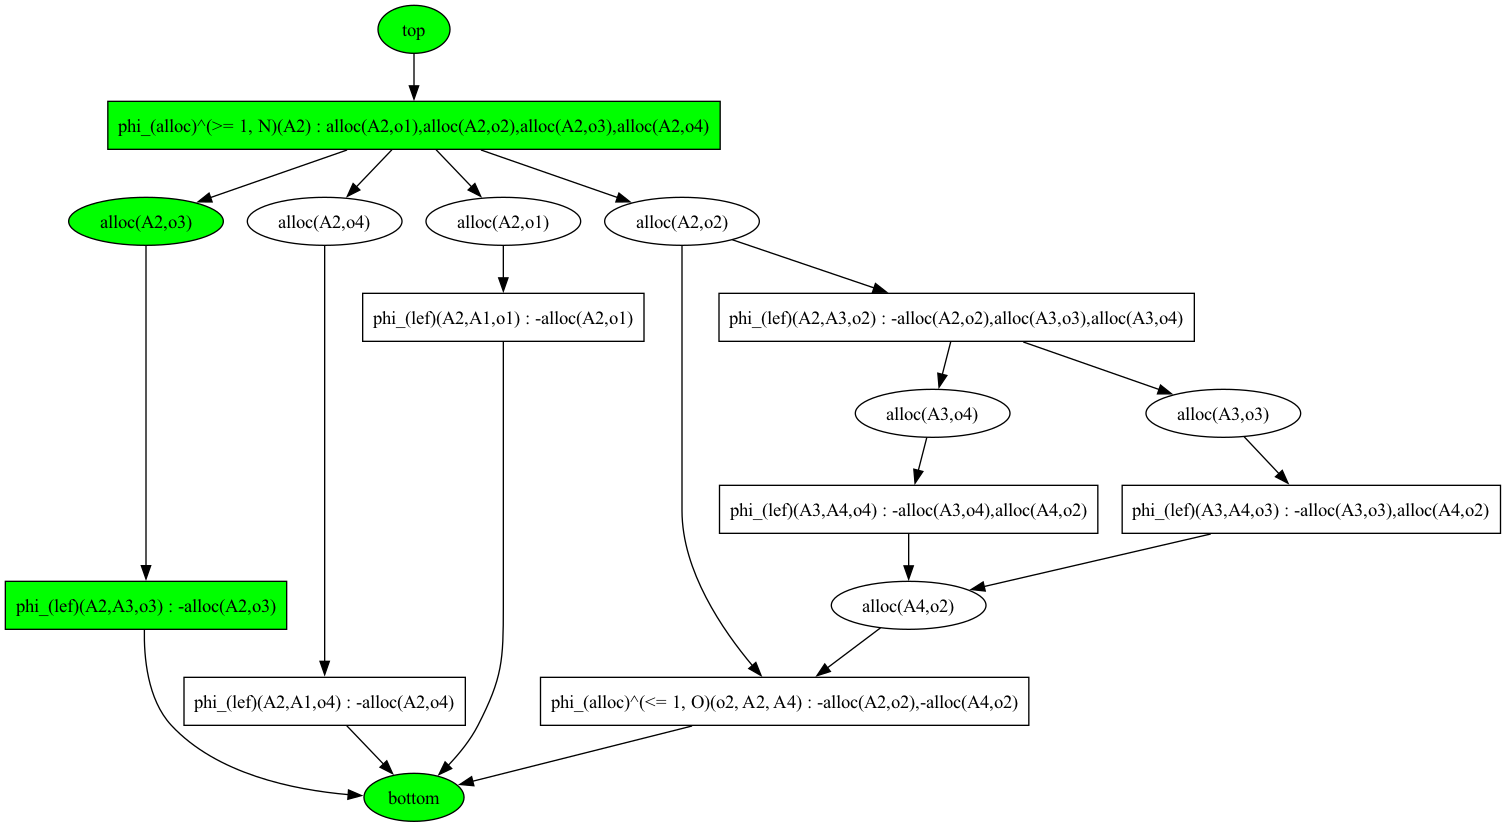 top
phi_(alloc)^(>= 1, N)(A2) : alloc(A2,o1),alloc(A2,o2),alloc(A2,o3),alloc(A2,o4)
alloc(A2,o3)
alloc(A2,o4)
alloc(A2,o1)
alloc(A2,o2)
phi_(lef)(A2,A1,o1) : -alloc(A2,o1)
phi_(lef)(A2,A3,o2) : -alloc(A2,o2),alloc(A3,o3),alloc(A3,o4)
alloc(A3,o4)
alloc(A3,o3)
phi_(lef)(A3,A4,o4) : -alloc(A3,o4),alloc(A4,o2)
phi_(lef)(A3,A4,o3) : -alloc(A3,o3),alloc(A4,o2)
phi_(lef)(A2,A3,o3) : -alloc(A2,o3)
alloc(A4,o2)
phi_(lef)(A2,A1,o4) : -alloc(A2,o4)
phi_(alloc)^(<= 1, O)(o2, A2, A4) : -alloc(A2,o2),-alloc(A4,o2)
bottom